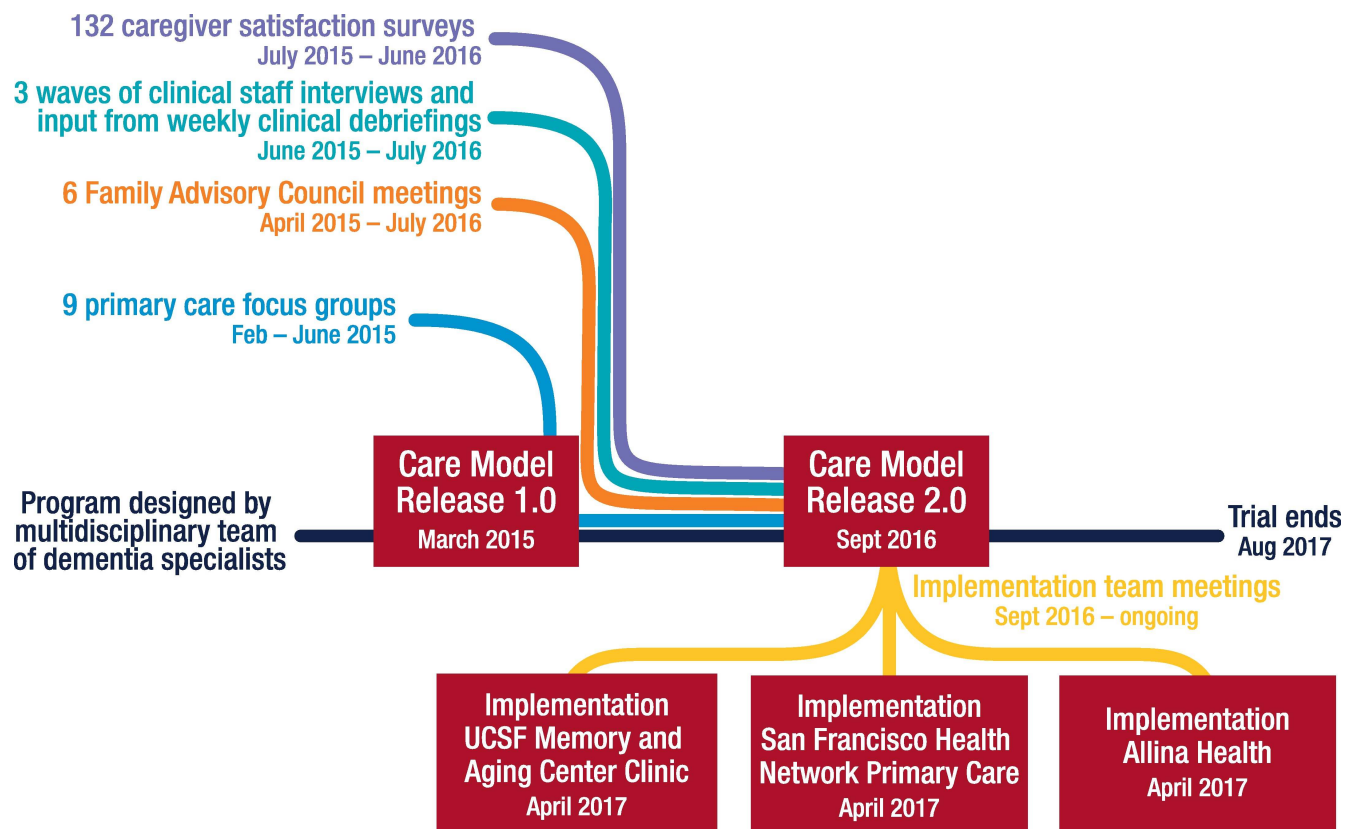 132 caregiver satisfaction surveys
July 2015 – June 2016
3 waves of clinical staff interviews and
input from weekly clinical debriefings
June 2015 – July 2016
6 Family Advisory Council meetings
April 2015 – July 2016
9 primary care focus groups
Feb – June 2015
Program designed by
multidisciplinary team
of dementia specialists
Care Model
Release 1.0
March 2015
Care Model
Release 2.0
Sept 2016
Trial ends
Aug 2017
Implementation team meetings
Sept 2016 – ongoing
Implementation
UCSF Memory and
Aging Center Clinic
April 2017
Implementation
San Francisco Health
Network Primary Care
April 2017
Implementation
Allina Health
April 2017